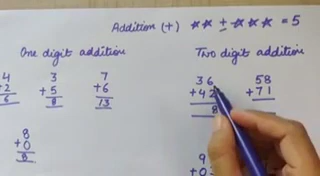 Addition (+) ☆☆ + ☆☆☆ = 5
One digit addition Two digit addition
4 3 7 36 58
+2 +5 +6 +42 +71
6 8 13 8
8 9
+0
8